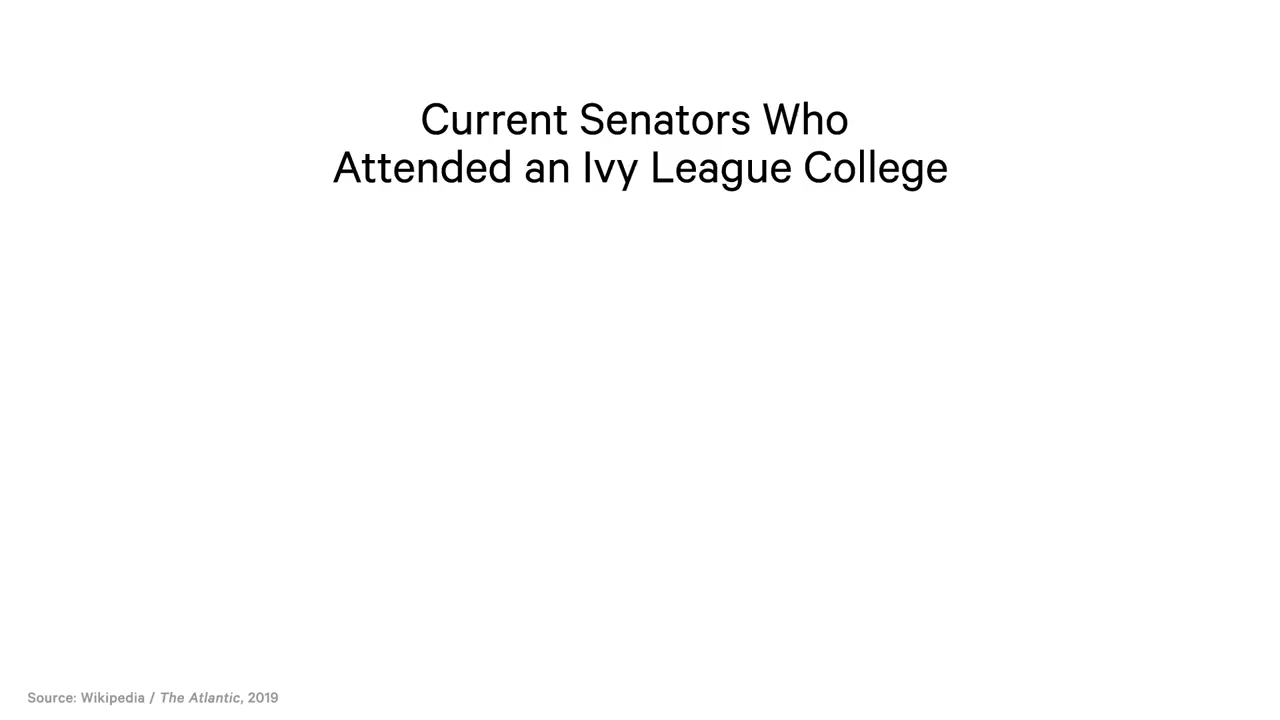 Current Senators Who
Attended an Ivy League College
Source: Wikipedia / The Atlantic, 2019